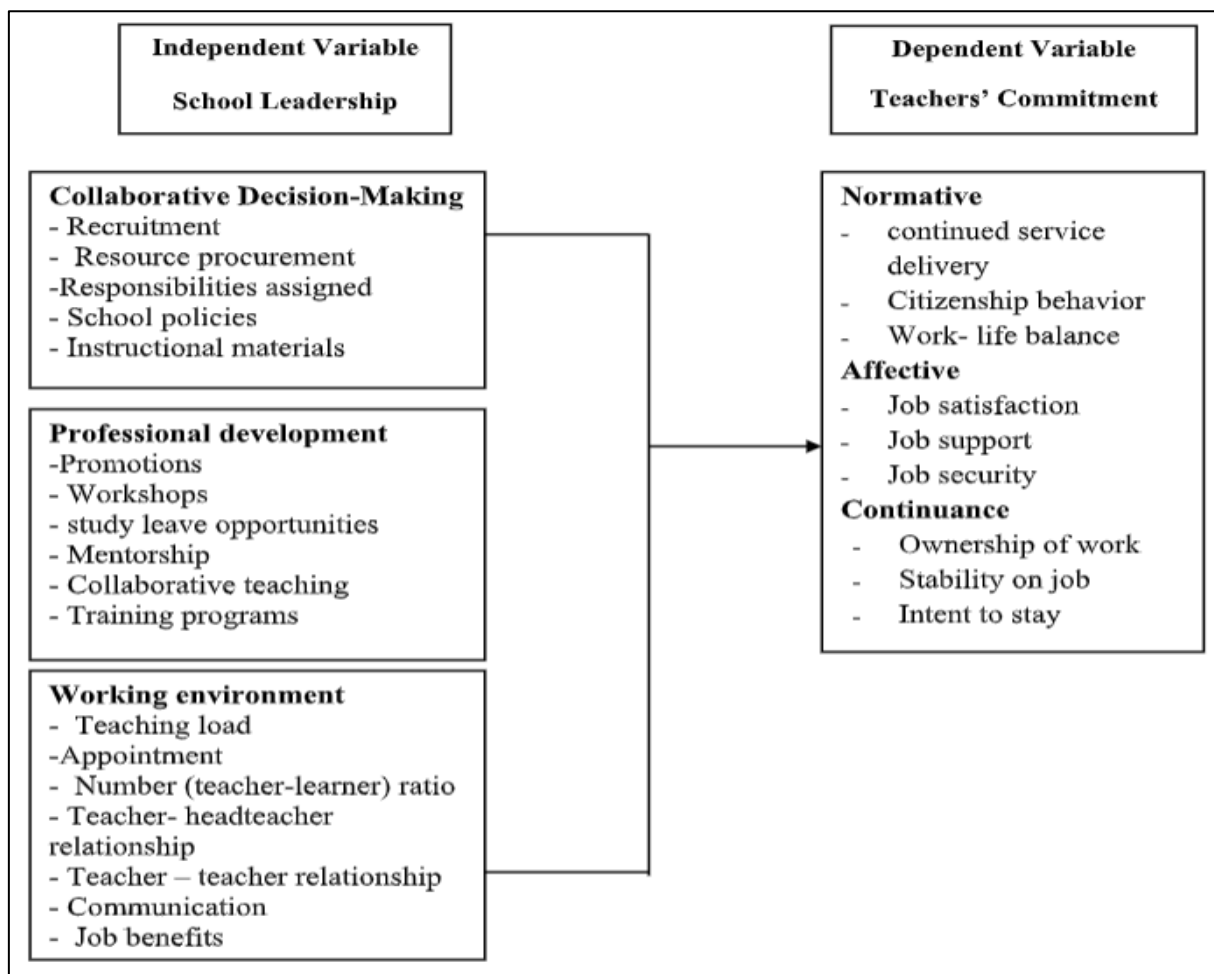 Independent Variable
School Leadership
Dependent Variable
Teachers’ Commitment
Collaborative Decision-Making
- Recruitment
- Resource procurement
-Responsibilities assigned
- School policies
- Instructional materials
Professional development
-Promotions
- Workshops
- study leave opportunities
- Mentorship
- Collaborative teaching
- Training programs
Working environment
- Teaching load
-Appointment
- Number (teacher-learner) ratio
- Teacher- headteacher
relationship
- Teacher – teacher relationship
- Communication
- Job benefits
Normative
- continued service
delivery
- Citizenship behavior
- Work- life balance
Affective
- Job satisfaction
- Job support
- Job security
Continuance
- Ownership of work
- Stability on job
- Intent to stay